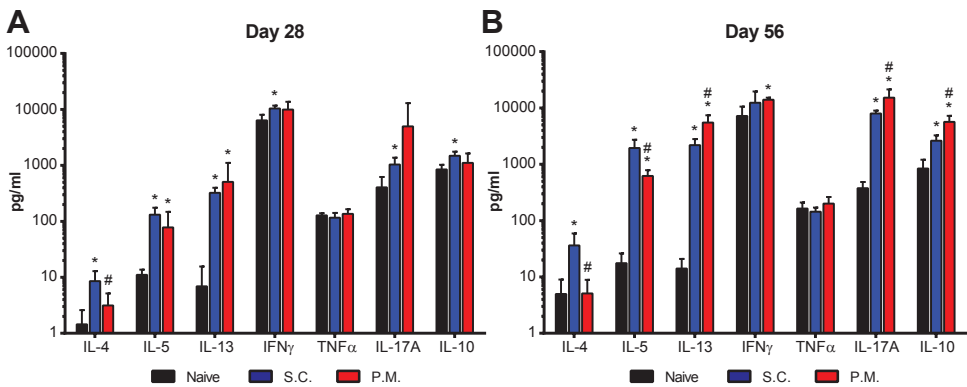 A
Day 28
100000
10000
1000
100
10
1
pg/ml
*
#
*
*
*
*
*
*
*
IL-4
IL-5
IL-13
IFNγ
TNFα
IL-17A
IL-10
Naive
S.C.
P.M.
B
Day 56
100000
10000
1000
100
10
1
pg/ml
*
#
*
#
*
*
#
*
*
*
#
*
*
#
*
IL-4
IL-5
IL-13
IFNγ
TNFα
IL-17A
IL-10
Naive
S.C.
P.M.